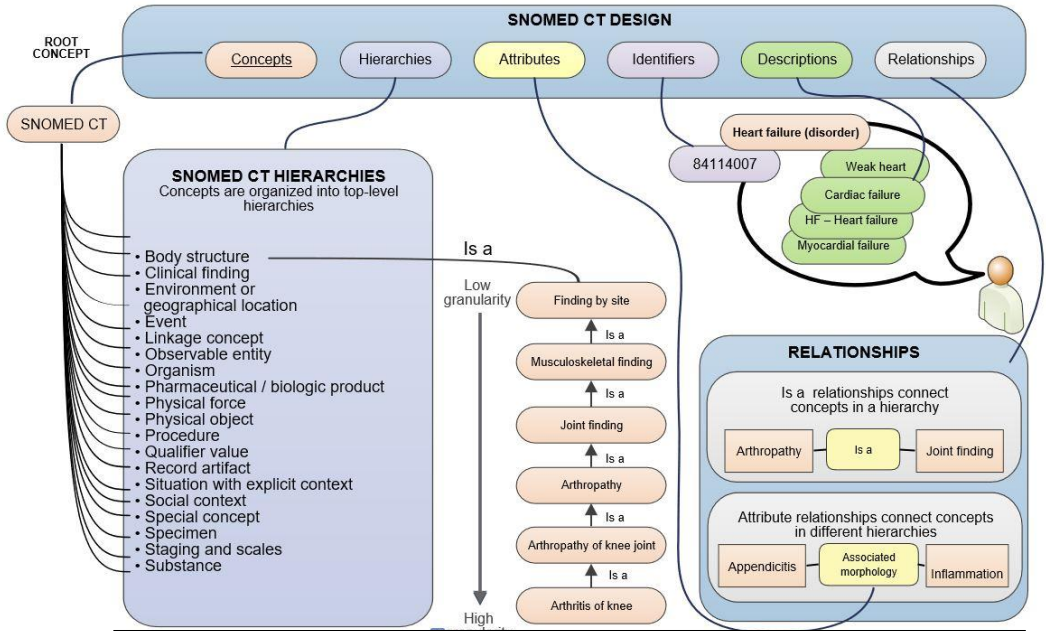 SNOMED CT DESIGN
ROOT
CONCEPT
Concepts
Hierarchies
Attributes
Identifiers
Descriptions
Relationships
SNOMED CT
Heart failure (disorder)
84114007
Weak heart
Cardiac failure
HF – Heart failure
Myocardial failure
SNOMED CT HIERARCHIES
Concepts are organized into top-level
hierarchies
• Body structure
• Clinical finding
• Environment or
geographical location
• Event
• Linkage concept
• Observable entity
• Organism
• Pharmaceutical / biologic product
• Physical force
• Physical object
• Procedure
• Qualifier value
• Record artifact
• Situation with explicit context
• Social context
• Special concept
• Specimen
• Staging and scales
• Substance
Is a
Low
granularity
High
Finding by site
Is a
Musculoskeletal finding
Is a
Joint finding
Is a
Arthropathy
Is a
Arthropathy of knee joint
Is a
Arthritis of knee
RELATIONSHIPS
Is a relationships connect
concepts in a hierarchy
Arthropathy
Is a
Joint finding
Attribute relationships connect concepts
in different hierarchies
Appendicitis
Associated
morphology
Inflammation